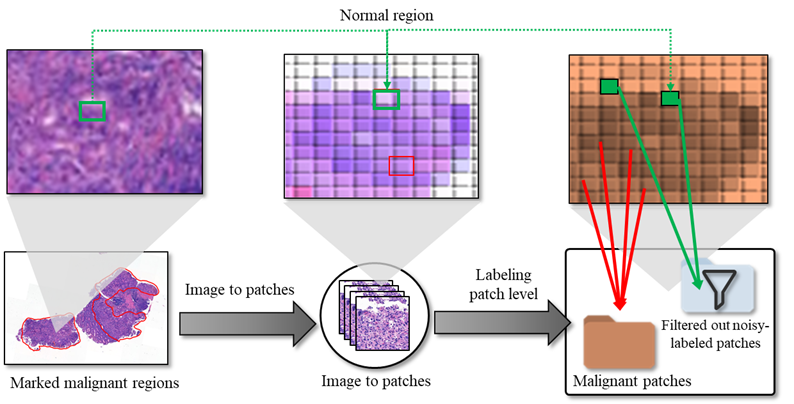 Normal region
Image to patches
Labeling
patch level
Filtered out noisy-
labeled patches
Marked malignant regions
Image to patches
Malignant patches